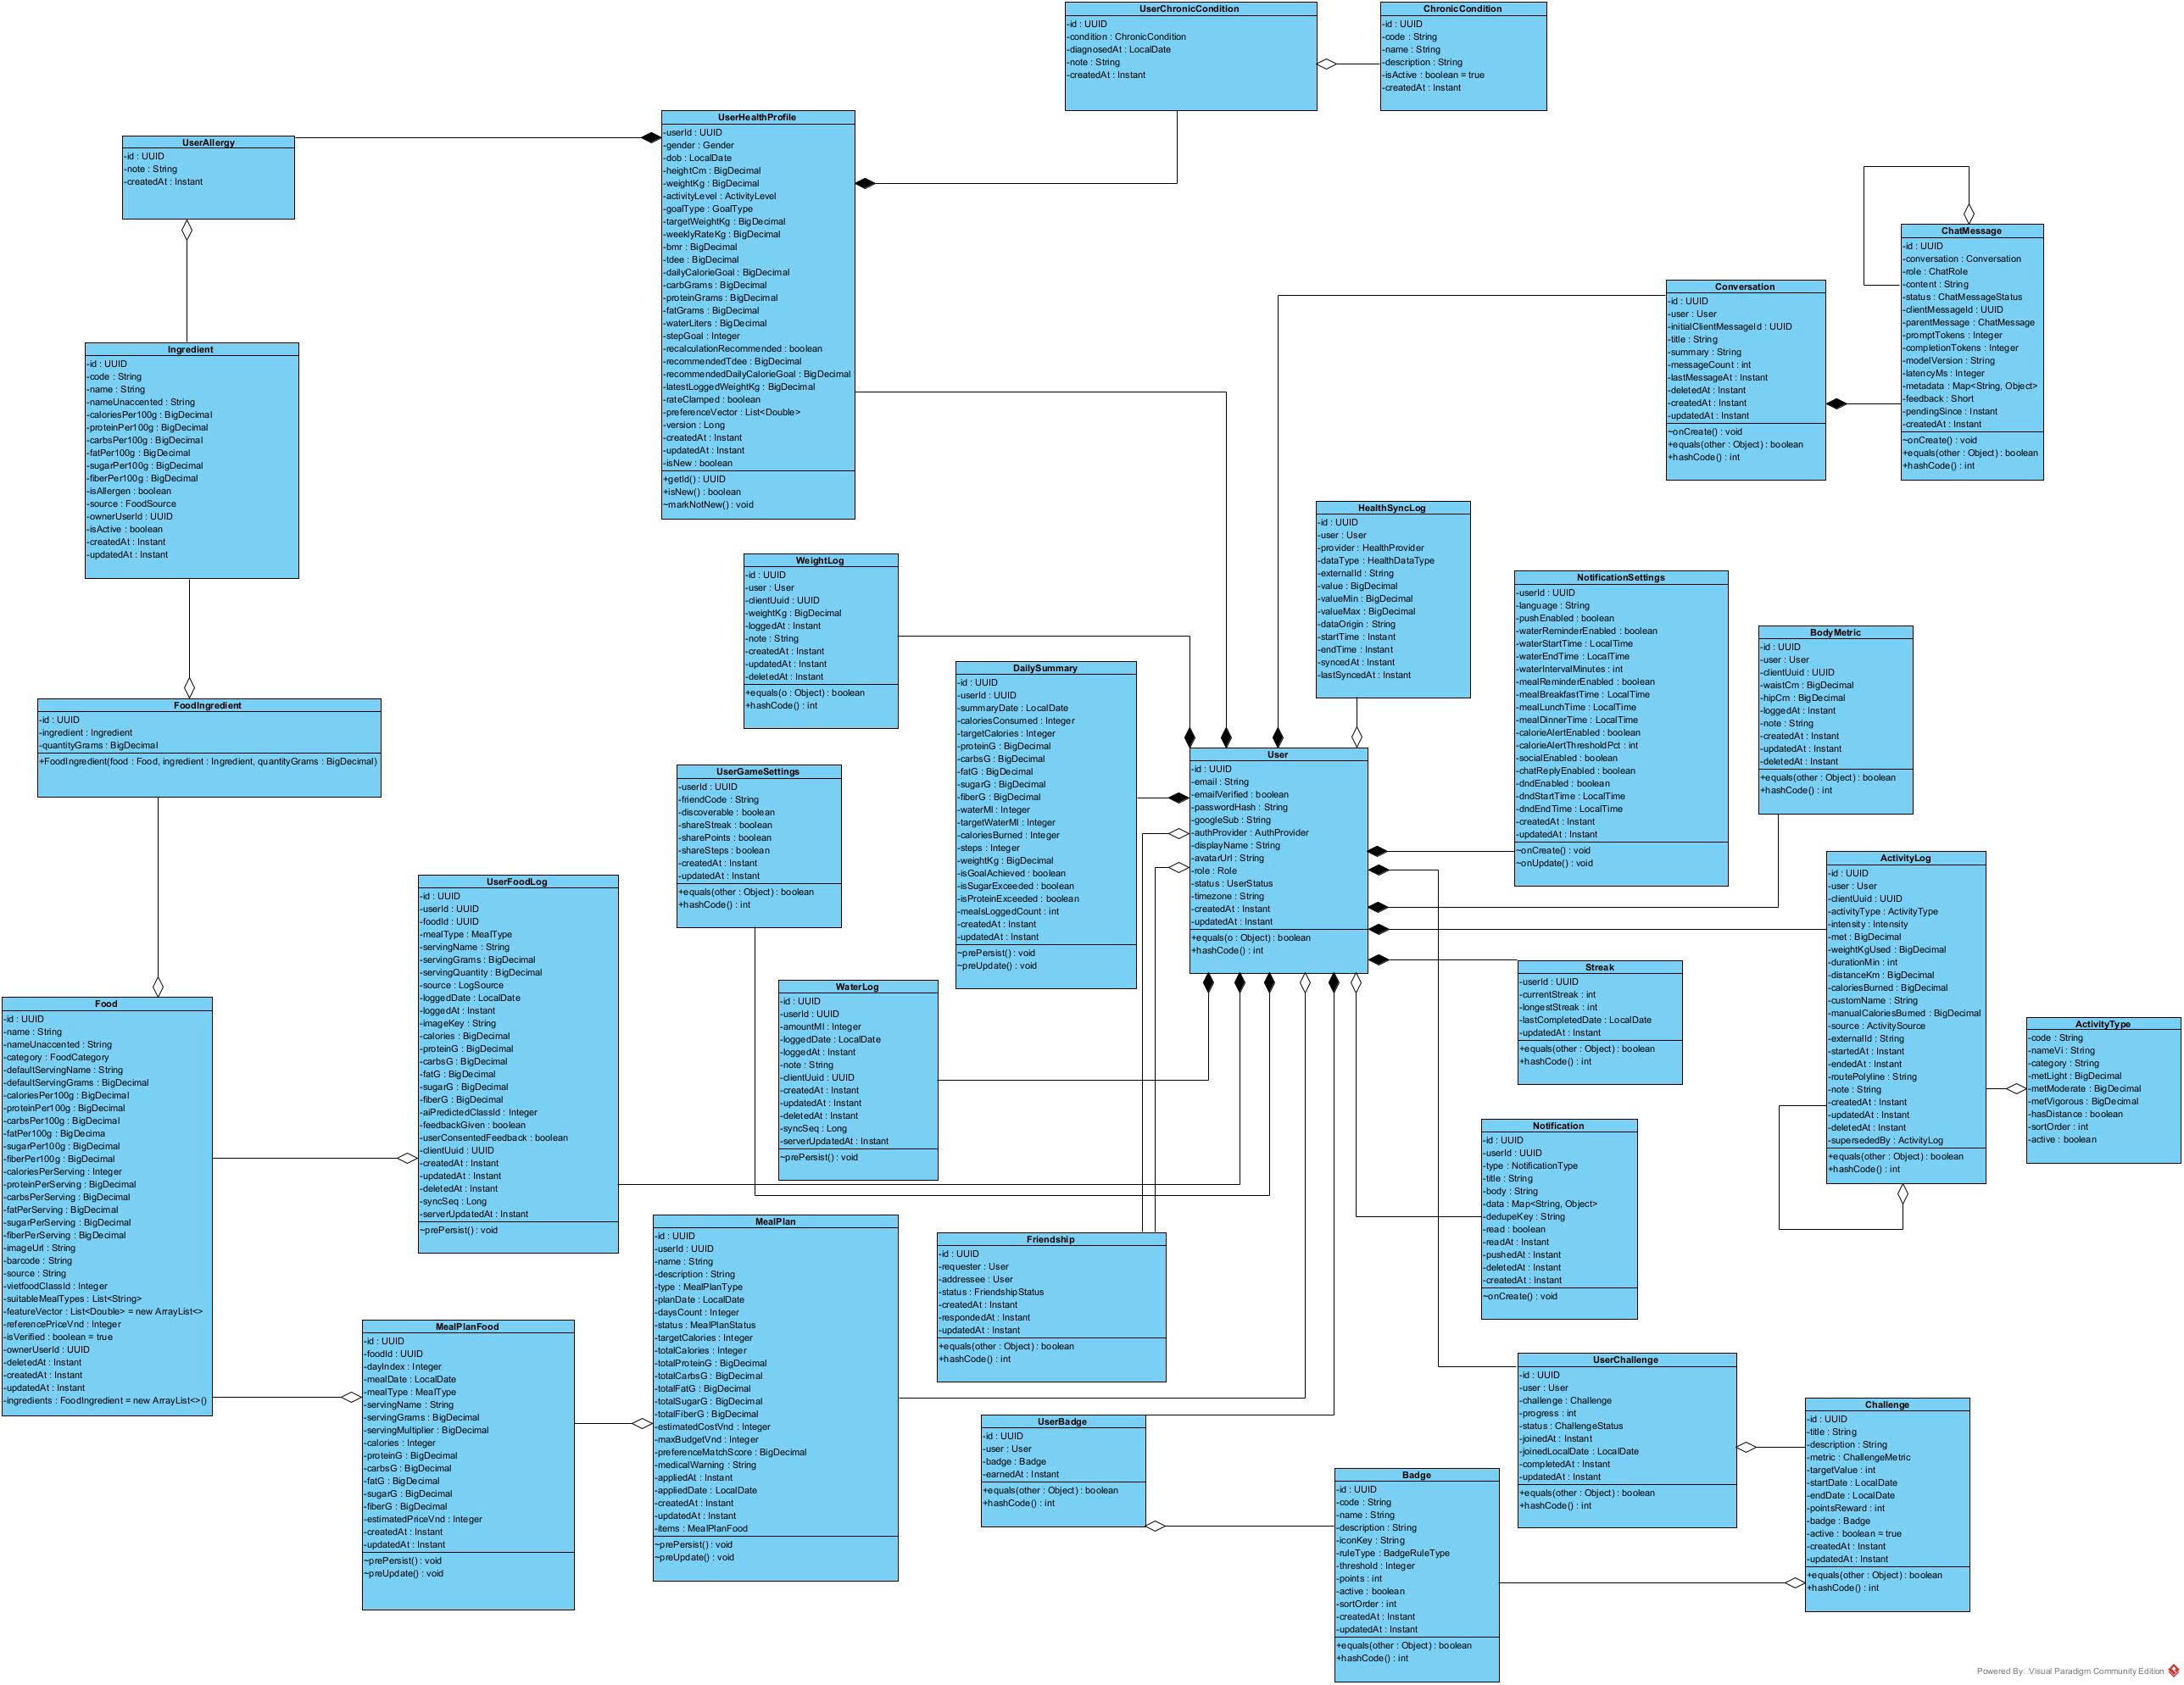 UserChronicCondition
-id : UUID
-condition : ChronicCondition
-diagnosedAt : LocalDate
-note : String
-createdAt : Instant
ChronicCondition
-id : UUID
-code : String
-name : String
-description : String
-isActive : boolean = true
-createdAt : Instant
UserHealthProfile
-userId : UUID
-gender : Gender
-dob : LocalDate
-heightCm : BigDecimal
-weightKg : BigDecimal
-activityLevel : ActivityLevel
-goalType : GoalType
-targetWeightKg : BigDecimal
-weeklyRateKg : BigDecimal
-bmr : BigDecimal
-tdee : BigDecimal
-dailyCalorieGoal : BigDecimal
-carbGrams : BigDecimal
-proteinGrams : BigDecimal
-fatGrams : BigDecimal
-waterLiters : BigDecimal
-stepGoal : Integer
-recalculationRecommended : boolean
-recommendedTdee : BigDecimal
-recommendedDailyCalorieGoal : BigDecimal
-latestLoggedWeightKg : BigDecimal
-rateClamped : boolean
-preferenceVector : List<Double>
-version : Long
-createdAt : Instant
-updatedAt : Instant
-isNew : boolean
+getId() : UUID
+isNew() : boolean
~markNotNew() : void
UserAllergy
-id : UUID
-note : String
-createdAt : Instant
ChatMessage
-id : UUID
-conversation : Conversation
-role : ChatRole
-content : String
-status : ChatMessageStatus
-clientMessageId : UUID
-parentMessage : ChatMessage
-promptTokens : Integer
-completionTokens : Integer
-modelVersion : String
-latencyMs : Integer
-metadata : Map<String, Object>
-feedback : Short
-pendingSince : Instant
-createdAt : Instant
~onCreate() : void
+equals(other : Object) : boolean
+hashCode() : int
Conversation
-id : UUID
-user : User
-initialClientMessageId : UUID
-title : String
-summary : String
-messageCount : int
-lastMessageAt : Instant
-deletedAt : Instant
-createdAt : Instant
-updatedAt : Instant
~onCreate() : void
+equals(other : Object) : boolean
+hashCode() : int
Ingredient
-id : UUID
-code : String
-name : String
-nameUnaccented : String
-caloriesPer100g : BigDecimal
-proteinPer100g : BigDecimal
-carbsPer100g : BigDecimal
-fatPer100g : BigDecimal
-sugarPer100g : BigDecimal
-fiberPer100g : BigDecimal
-isAllergen : boolean
-source : FoodSource
-ownerUserId : UUID
-isActive : boolean
-createdAt : Instant
-updatedAt : Instant
HealthSyncLog
-id : UUID
-user : User
-provider : HealthProvider
-dataType : HealthDataType
-externalId : String
-value : BigDecimal
-valueMin : BigDecimal
-valueMax : BigDecimal
-dataOrigin : String
-startTime : Instant
-endTime : Instant
-syncedAt : Instant
-lastSyncedAt : Instant
WeightLog
-id : UUID
-user : User
-clientUuid : UUID
-weightKg : BigDecimal
-loggedAt : Instant
-note : String
-createdAt : Instant
-updatedAt : Instant
-deletedAt : Instant
+equals(o : Object) : boolean
+hashCode() : int
NotificationSettings
-userId : UUID
-language : String
-pushEnabled : boolean
-waterReminderEnabled : boolean
-waterStartTime : LocalTime
-waterEndTime : LocalTime
-waterIntervalMinutes : int
-mealReminderEnabled : boolean
-mealBreakfastTime : LocalTime
-mealLunchTime : LocalTime
-mealDinnerTime : LocalTime
-calorieAlertEnabled : boolean
-calorieAlertThresholdPct : int
-socialEnabled : boolean
-chatReplyEnabled : boolean
-dndEnabled : boolean
-dndStartTime : LocalTime
-dndEndTime : LocalTime
-createdAt : Instant
-updatedAt : Instant
~onCreate() : void
~onUpdate() : void
BodyMetric
-id : UUID
-user : User
-clientUuid : UUID
-waistCm : BigDecimal
-hipCm : BigDecimal
-loggedAt : Instant
-note : String
-createdAt : Instant
-updatedAt : Instant
-deletedAt : Instant
+equals(other : Object) : boolean
+hashCode() : int
DailySummary
-id : UUID
-userId : UUID
-summaryDate : LocalDate
-caloriesConsumed : Integer
-targetCalories : Integer
-proteinG : BigDecimal
-carbsG : BigDecimal
-fatG : BigDecimal
-sugarG : BigDecimal
-fiberG : BigDecimal
-waterMl : Integer
-targetWaterMl : Integer
-caloriesBurned : Integer
-steps : Integer
-weightKg : BigDecimal
-isGoalAchieved : boolean
-isSugarExceeded : boolean
-isProteinExceeded : boolean
-mealsLoggedCount : int
-createdAt : Instant
-updatedAt : Instant
~prePersist() : void
~preUpdate() : void
FoodIngredient
-id : UUID
-ingredient : Ingredient
-quantityGrams : BigDecimal
+FoodIngredient(food : Food, ingredient : Ingredient, quantityGrams : BigDecimal)
User
-id : UUID
-email : String
-emailVerified : boolean
-passwordHash : String
-googleSub : String
-authProvider : AuthProvider
-displayName : String
-avatarUrl : String
-role : Role
-status : UserStatus
-timezone : String
-createdAt : Instant
-updatedAt : Instant
+equals(o : Object) : boolean
+hashCode() : int
UserGameSettings
-userId : UUID
-friendCode : String
-discoverable : boolean
-shareStreak : boolean
-sharePoints : boolean
-shareSteps : boolean
-createdAt : Instant
-updatedAt : Instant
+equals(other : Object) : boolean
+hashCode() : int
ActivityLog
-id : UUID
-user : User
-clientUuid : UUID
-activityType : ActivityType
-intensity : Intensity
-met : BigDecimal
-weightKgUsed : BigDecimal
-durationMin : int
-distanceKm : BigDecimal
-caloriesBurned : BigDecimal
-customName : String
-manualCaloriesBurned : BigDecimal
-source : ActivitySource
-externalId : String
-startedAt : Instant
-endedAt : Instant
-routePolyline : String
-note : String
-createdAt : Instant
-updatedAt : Instant
-deletedAt : Instant
-supersededBy : ActivityLog
+equals(other : Object) : boolean
+hashCode() : int
UserFoodLog
-id : UUID
-userId : UUID
-foodId : UUID
-mealType : MealType
-servingName : String
-servingGrams : BigDecimal
-servingQuantity : BigDecimal
-source : LogSource
-loggedDate : LocalDate
-loggedAt : Instant
-imageKey : String
-calories : BigDecimal
-proteinG : BigDecimal
-carbsG : BigDecimal
-fatG : BigDecimal
-sugarG : BigDecimal
-fiberG : BigDecimal
-aiPredictedClassId : Integer
-feedbackGiven : boolean
-userConsentedFeedback : boolean
-clientUuid : UUID
-createdAt : Instant
-updatedAt : Instant
-deletedAt : Instant
-syncSeq : Long
-serverUpdatedAt : Instant
~prePersist() : void
Streak
-userId : UUID
-currentStreak : int
-longestStreak : int
-lastCompletedDate : LocalDate
-updatedAt : Instant
+equals(other : Object) : boolean
+hashCode() : int
WaterLog
-id : UUID
-userId : UUID
-amountMl : Integer
-loggedDate : LocalDate
-loggedAt : Instant
-note : String
-clientUuid : UUID
-createdAt : Instant
-updatedAt : Instant
-deletedAt : Instant
-syncSeq : Long
-serverUpdatedAt : Instant
~prePersist() : void
Food
-id : UUID
-name : String
-nameUnaccented : String
-category : FoodCategory
-defaultServingName : String
-defaultServingGrams : BigDecimal
-caloriesPer100g : BigDecimal
-proteinPer100g : BigDecimal
-carbsPer100g : BigDecimal
-fatPer100g : BigDecima
-sugarPer100g : BigDecimal
-fiberPer100g : BigDecimal
-caloriesPerServing : Integer
-proteinPerServing : BigDecimal
-carbsPerServing : BigDecimal
-fatPerServing : BigDecimal
-sugarPerServing : BigDecimal
-fiberPerServing : BigDecimal
-imageUrl : String
-barcode : String
-source : String
-vietfoodClassId : Integer
-suitableMealTypes : List<String>
-featureVector : List<Double> = new ArrayList<>
-referencePriceVnd : Integer
-isVerified : boolean = true
-ownerUserId : UUID
-deletedAt : Instant
-createdAt : Instant
-updatedAt : Instant
-ingredients : FoodIngredient = new ArrayList<>()
ActivityType
-code : String
-nameVi : String
-category : String
-metLight : BigDecimal
-metModerate : BigDecimal
-metVigorous : BigDecimal
-hasDistance : boolean
-sortOrder : int
-active : boolean
Notification
-id : UUID
-userId : UUID
-type : NotificationType
-title : String
-body : String
-data : Map<String, Object>
-dedupeKey : String
-read : boolean
-readAt : Instant
-pushedAt : Instant
-deletedAt : Instant
-createdAt : Instant
~onCreate() : void
MealPlan
-id : UUID
-userId : UUID
-name : String
-description : String
-type : MealPlanType
-planDate : LocalDate
-daysCount : Integer
-status : MealPlanStatus
-targetCalories : Integer
-totalCalories : Integer
-totalProteinG : BigDecimal
-totalCarbsG : BigDecimal
-totalFatG : BigDecimal
-totalSugarG : BigDecimal
-totalFiberG : BigDecimal
-estimatedCostVnd : Integer
-maxBudgetVnd : Integer
-preferenceMatchScore : BigDecimal
-medicalWarning : String
-appliedAt : Instant
-appliedDate : LocalDate
-createdAt : Instant
-updatedAt : Instant
-items : MealPlanFood
~prePersist() : void
~preUpdate() : void
Friendship
-id : UUID
-requester : User
-addressee : User
-status : FriendshipStatus
-createdAt : Instant
-respondedAt : Instant
-updatedAt : Instant
+equals(other : Object) : boolean
+hashCode() : int
MealPlanFood
-id : UUID
-foodId : UUID
-dayIndex : Integer
-mealDate : LocalDate
-mealType : MealType
-servingName : String
-servingGrams : BigDecimal
-servingMultiplier : BigDecimal
-calories : Integer
-proteinG : BigDecimal
-carbsG : BigDecimal
-fatG : BigDecimal
-sugarG : BigDecimal
-fiberG : BigDecimal
-estimatedPriceVnd : Integer
-createdAt : Instant
-updatedAt : Instant
~prePersist() : void
~preUpdate() : void
UserChallenge
-id : UUID
-user : User
-challenge : Challenge
-progress : int
-status : ChallengeStatus
-joinedAt : Instant
-joinedLocalDate : LocalDate
-completedAt : Instant
-updatedAt : Instant
+equals(other : Object) : boolean
+hashCode() : int
Challenge
-id : UUID
-title : String
-description : String
-metric : ChallengeMetric
-targetValue : int
-startDate : LocalDate
-endDate : LocalDate
-pointsReward : int
-badge : Badge
-active : boolean = true
-createdAt : Instant
-updatedAt : Instant
+equals(other : Object) : boolean
+hashCode() : int
UserBadge
-id : UUID
-user : User
-badge : Badge
-earnedAt : Instant
+equals(other : Object) : boolean
+hashCode() : int
Badge
-id : UUID
-code : String
-name : String
-description : String
-iconKey : String
-ruleType : BadgeRuleType
-threshold : Integer
-points : int
-active : boolean
-sortOrder : int
-createdAt : Instant
-updatedAt : Instant
+equals(other : Object) : boolean
+hashCode() : int
Powered By Visual Paradigm Community Edition